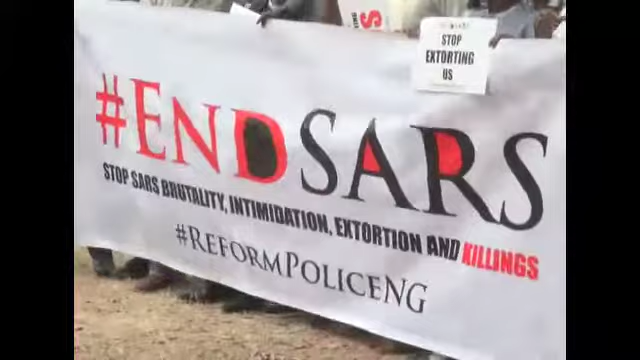 STOP
EXTORTING
US
#ENDSARS
STOP SARS BRUTALITY, INTIMIDATION, EXTORTION AND KILLINGS
#REFORMPOLICENG